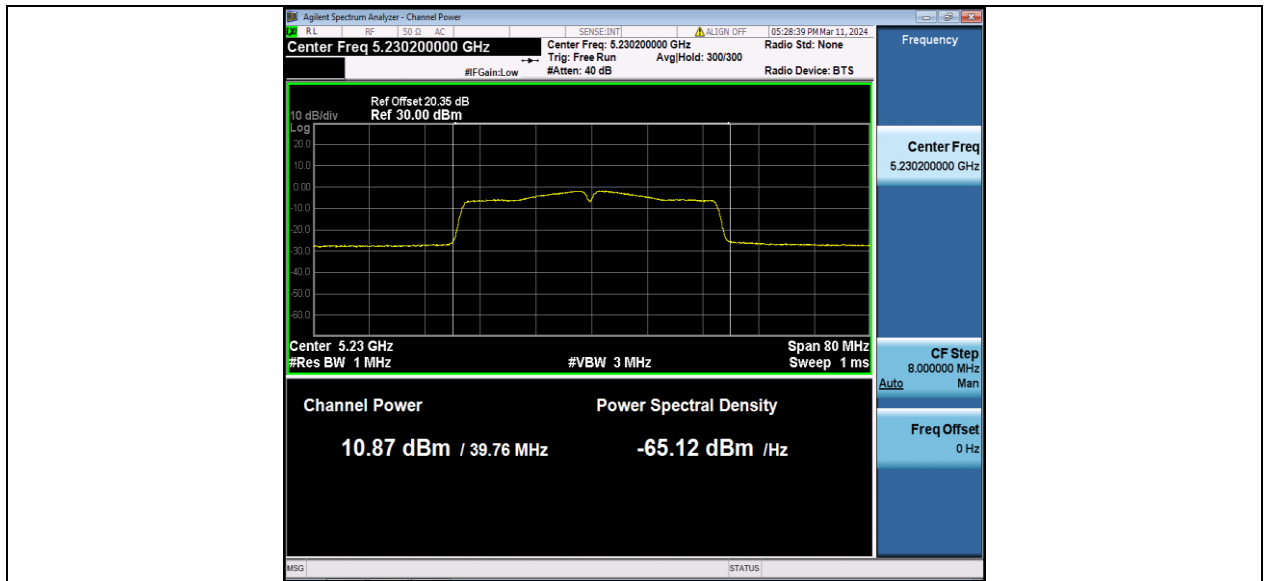 Agilent Spectrum Analyzer - Channel Power
RL RF 50 Ω AC SENSE:INT ALIGN OFF 05:28:39 PM Mar 11, 2024
Center Freq 5.230200000 GHz
Center Freq: 5.230200000 GHz Radio Std: None
Trig: Free Run Avg|Hold: 300/300
#IFGain:Low #Atten: 40 dB Radio Device: BTS
Frequency
Ref Offset 20.35 dB
10 dB/div Ref 30.00 dBm
Log
20.0
10.0
0.00
-10.0
-20.0
-30.0
-40.0
-50.0
-60.0
Center 5.23 GHz Span 80 MHz
#Res BW 1 MHz #VBW 3 MHz Sweep 1 ms
Center Freq
5.230200000 GHz
CF Step
8.000000 MHz
Auto Man
Freq Offset
0 Hz
Channel Power Power Spectral Density
10.87 dBm / 39.76 MHz -65.12 dBm /Hz
MSG STATUS